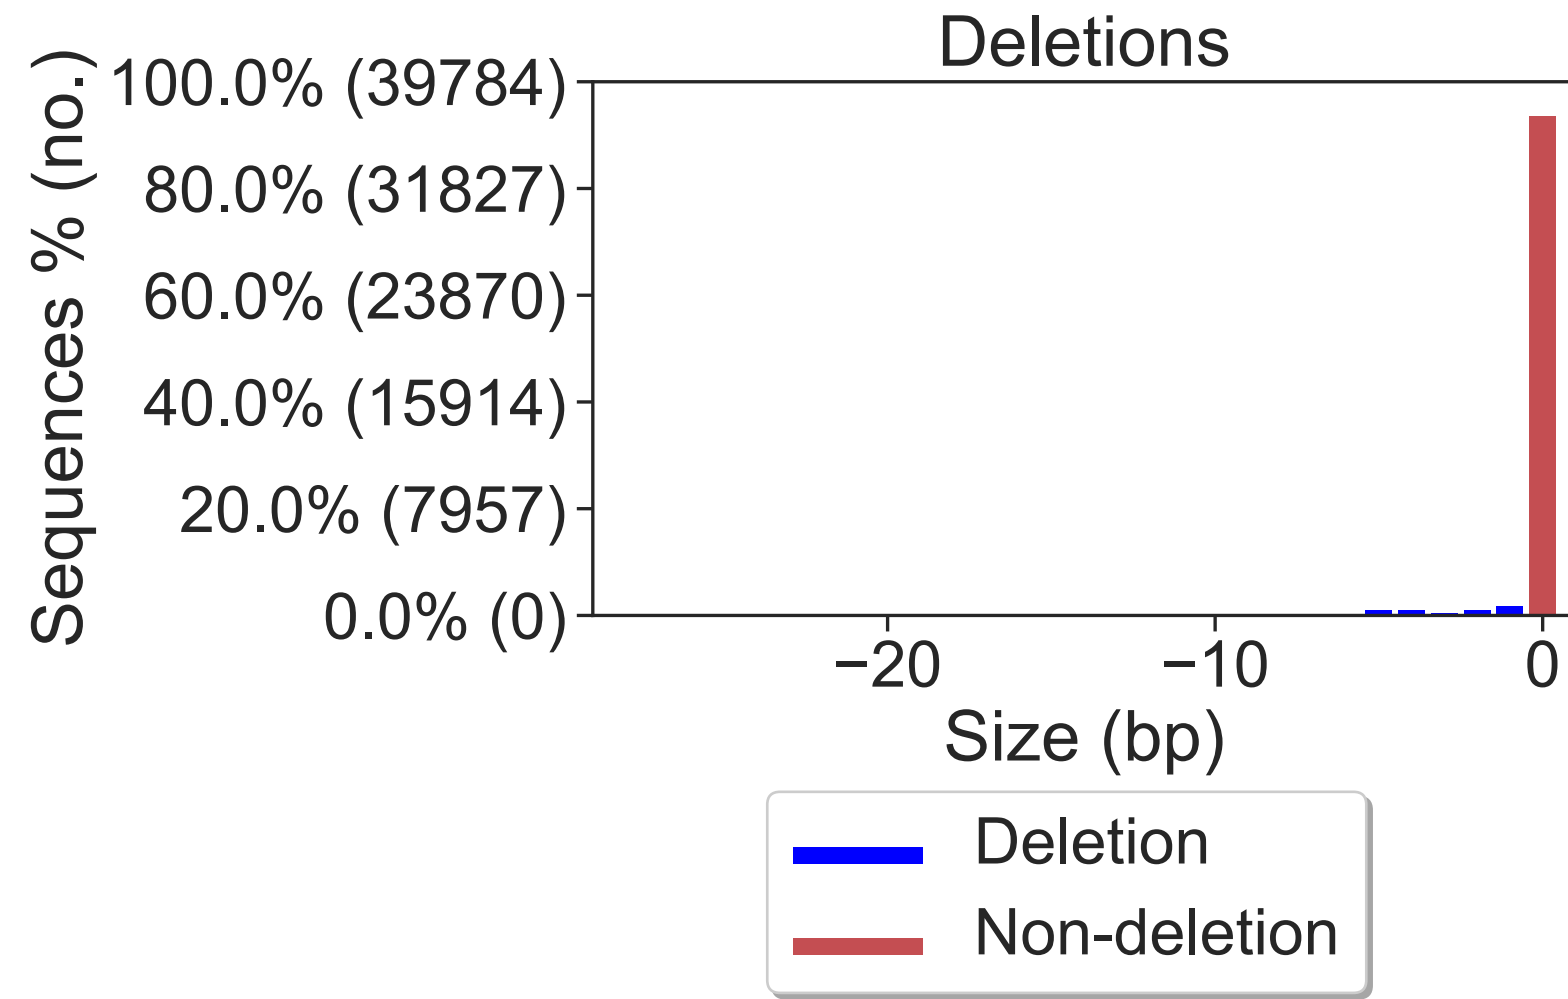 Deletions
Sequences % (no.)
100.0% (39784)
80.0% (31827)
60.0% (23870)
40.0% (15914)
20.0% (7957)
0.0% (0)
−20 −10 0
Size (bp)
Deletion
Non-deletion